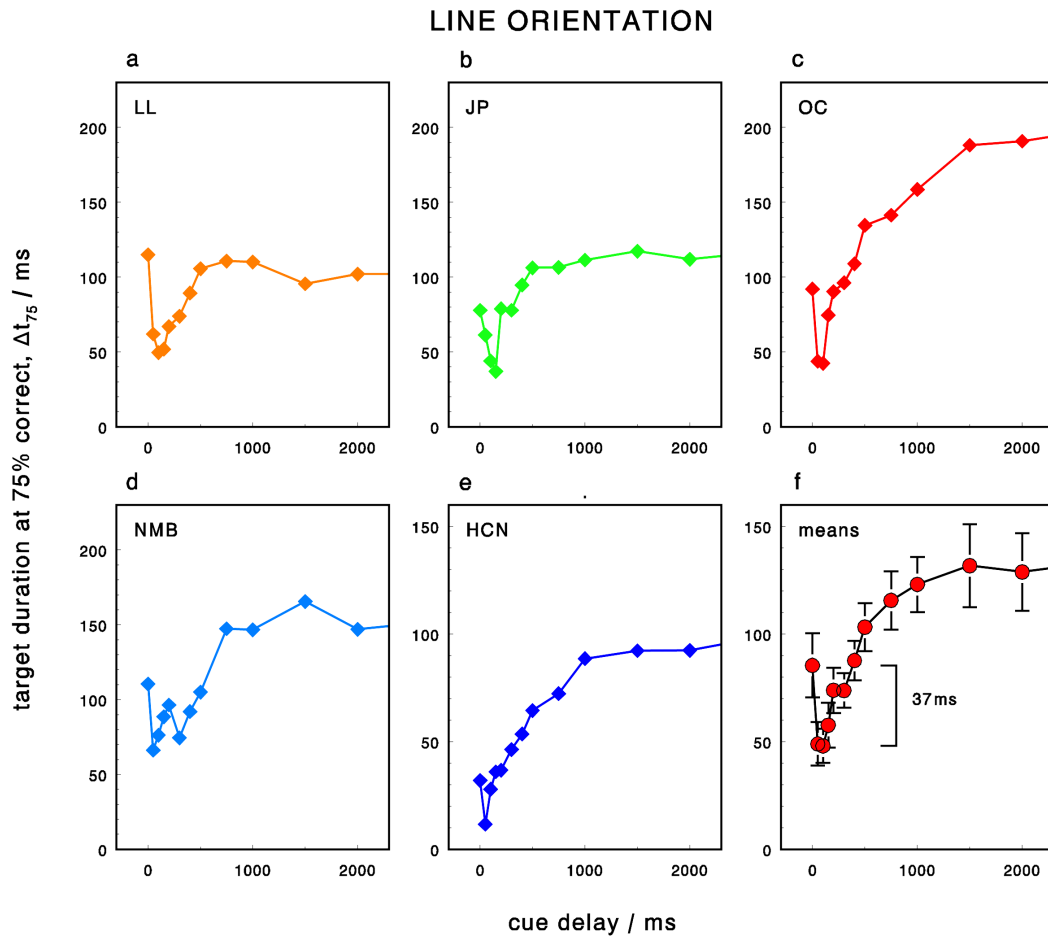 LINE ORIENTATION
a
b
c
LL
JP
OC
200
150
100
50
0
200
150
100
50
0
200
150
100
50
0
0 1000 2000
0 1000 2000
0 1000 2000
target duration at 75% correct, Δt75 / ms
d
e
f
NMB
HCN
means
200
150
100
50
0
150
100
50
0
150
100
50
0
37ms
0 1000 2000
0 1000 2000
0 1000 2000
cue delay / ms